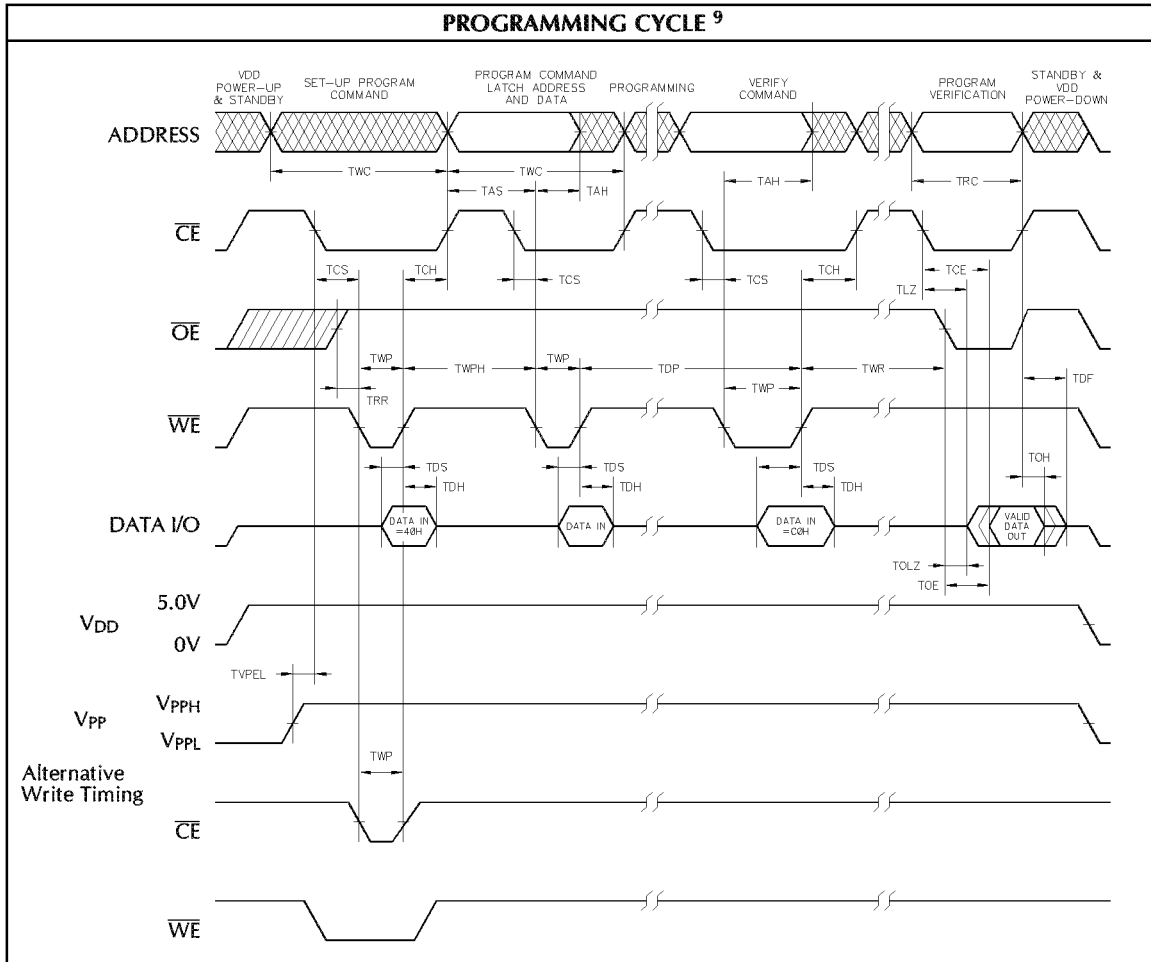 PROGRAMMING CYCLE 9
VDD
POWER-UP
& STANDBY
SET-UP PROGRAM
COMMAND
PROGRAM COMMAND
LATCH ADDRESS
AND DATA
PROGRAMMING
VERIFY
COMMAND
PROGRAM
VERIFICATION
STANDBY &
VDD
POWER-DOWN
ADDRESS
TWC
TWC
TAS
TAH
TAH
TRC
CE
TCS
TCH
TCS
TCS
TCH
TCE
TLZ
OE
TWP
TWPH
TWP
TDP
TWR
TRR
TWP
TDF
WE
TDS
TDH
TDS
TDH
TDS
TDH
TOH
DATA I/O
DATA IN
=40H
DATA IN
DATA IN
=C0H
VALID
DATA
OUT
TOLZ
TOE
VDD
5.0V
0V
TVPEL
VPP
VPPH
VPPL
TWP
Alternative
Write Timing
CE
WE